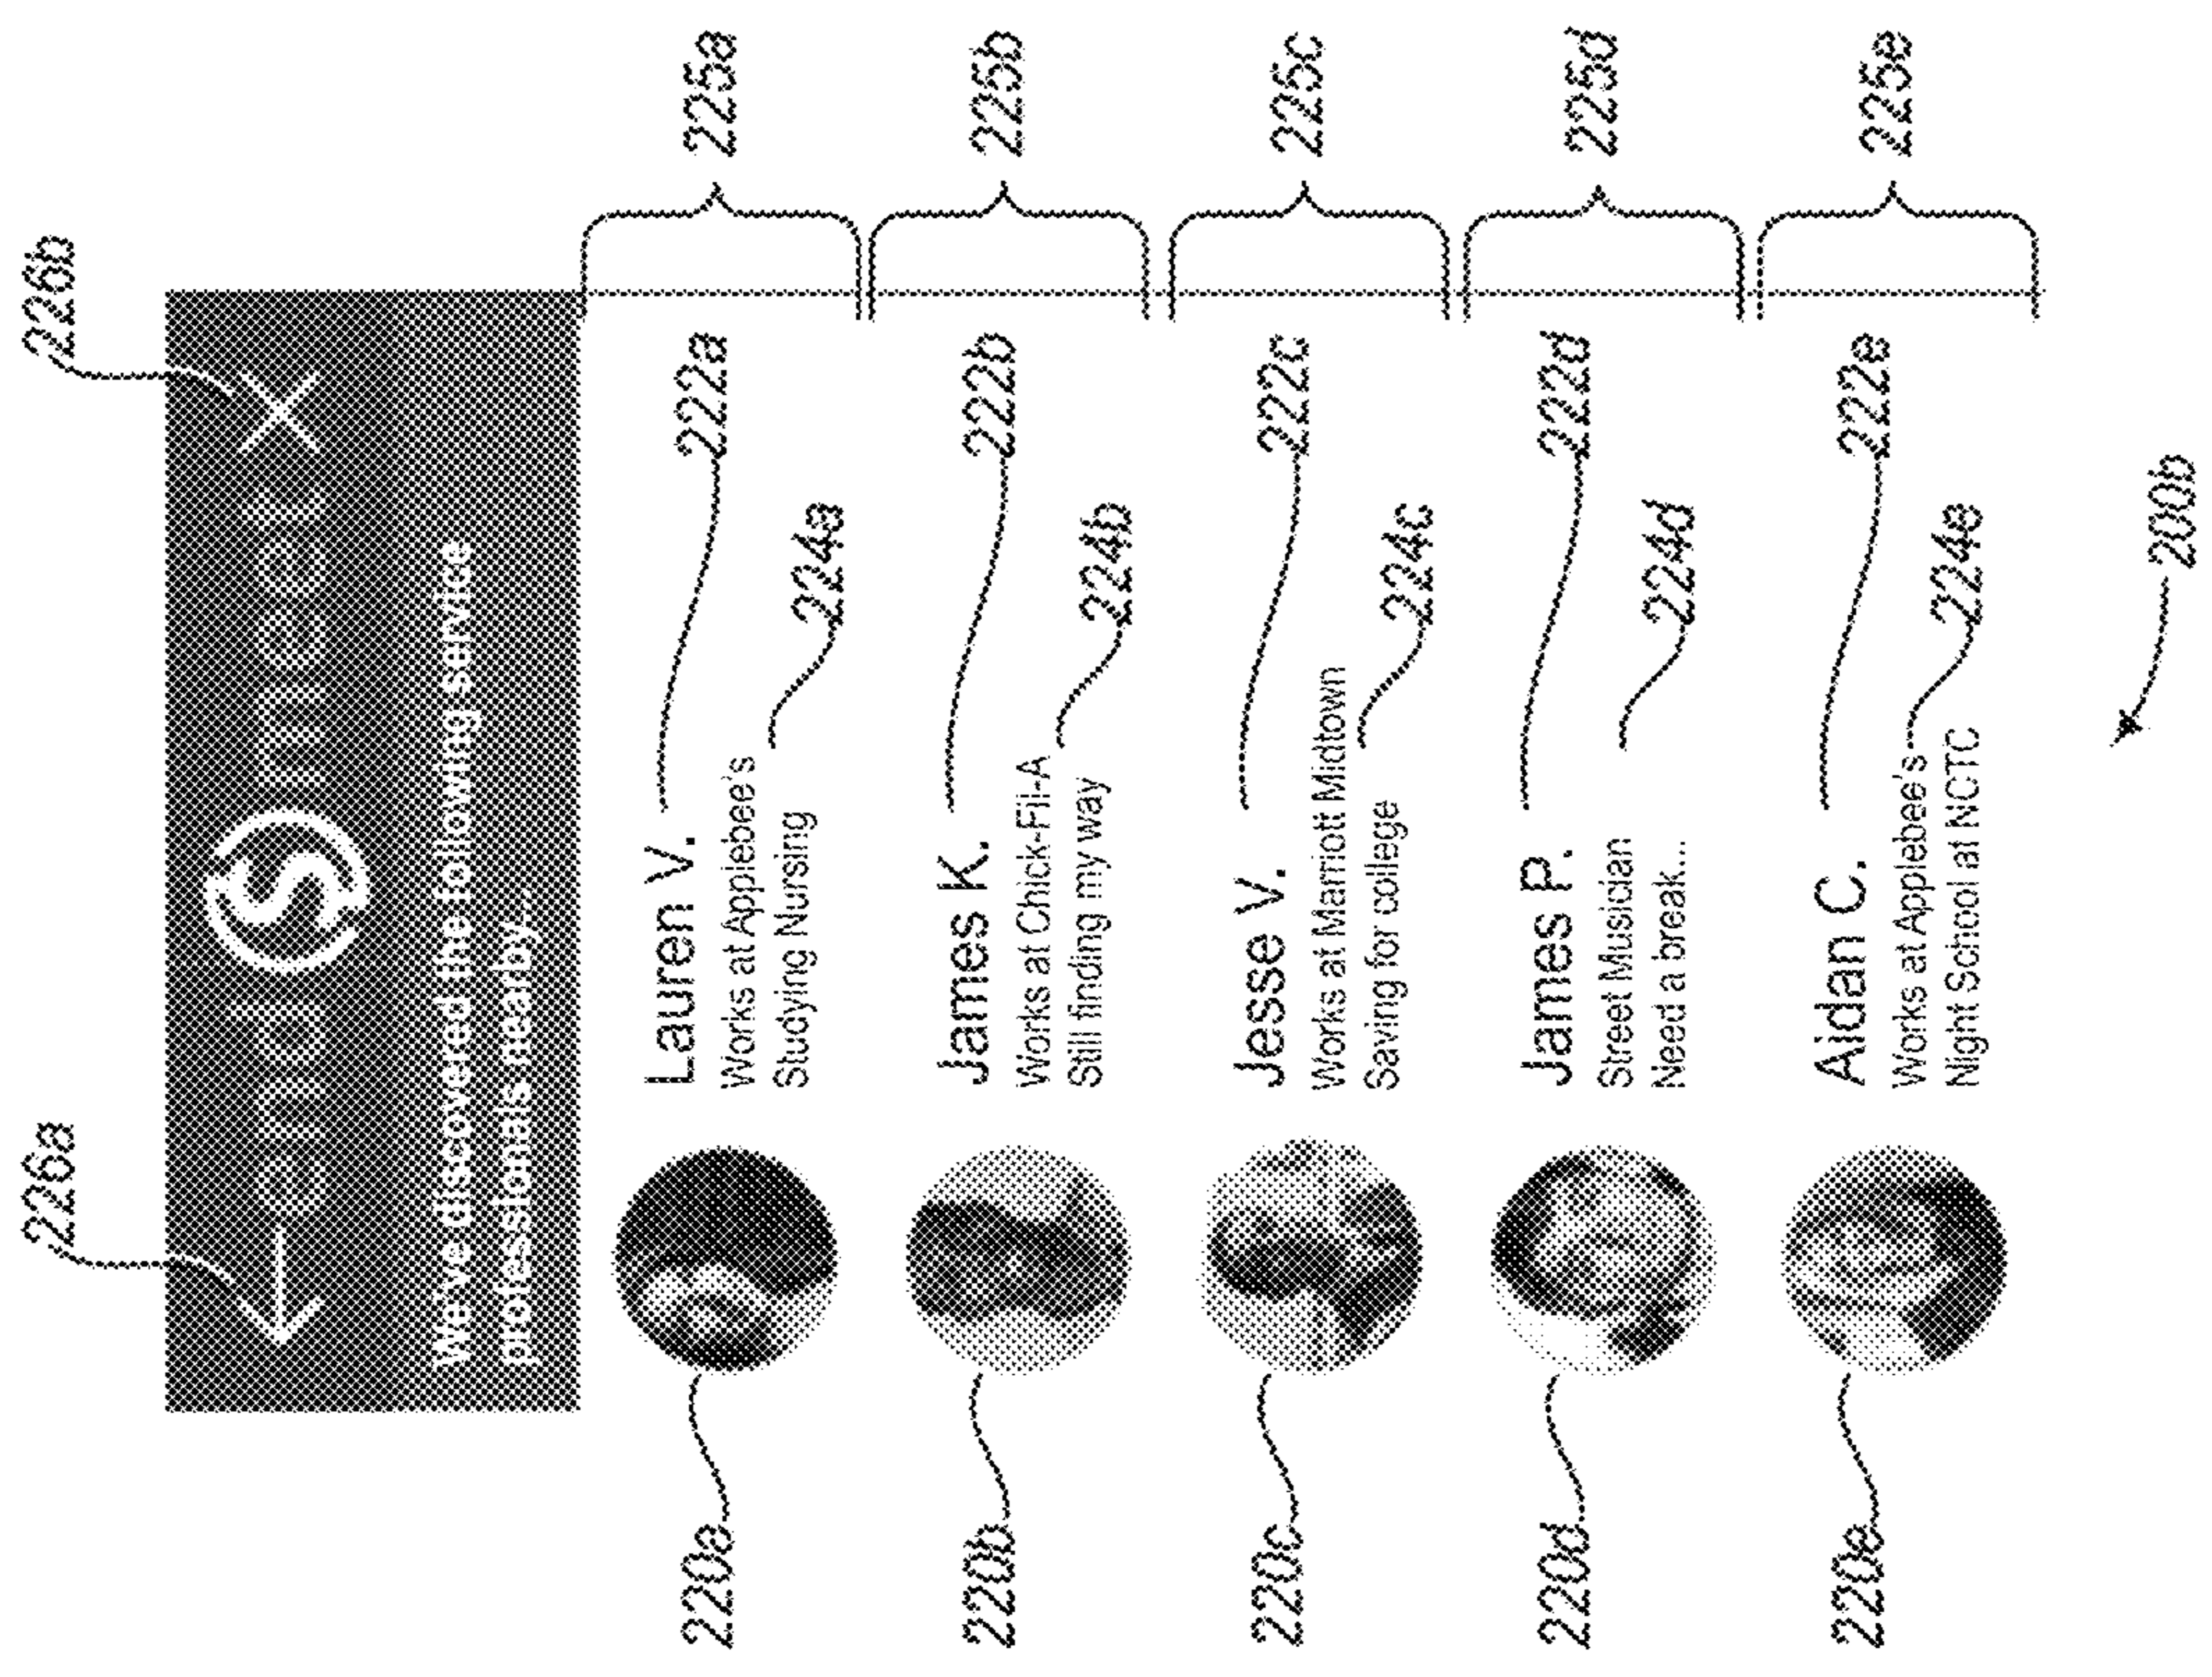 226a
226b
and(S)meet X
We've discovered the following service
professionals nearby...
220a
Lauren V.
222a
Works at Applebee's
Studying Nursing
224a
225a
220b
James K.
222b
Works at Chick-Fil-A
Still finding my way
224b
225b
220c
Jesse V.
222c
Works at Marriott Midtown
Saving for college
224c
225c
220d
James P.
222d
Street Musician
Need a break...
224d
225d
220e
Aidan C.
222e
Works at Applebee's
Night School at NCTC
224e
225e
200b